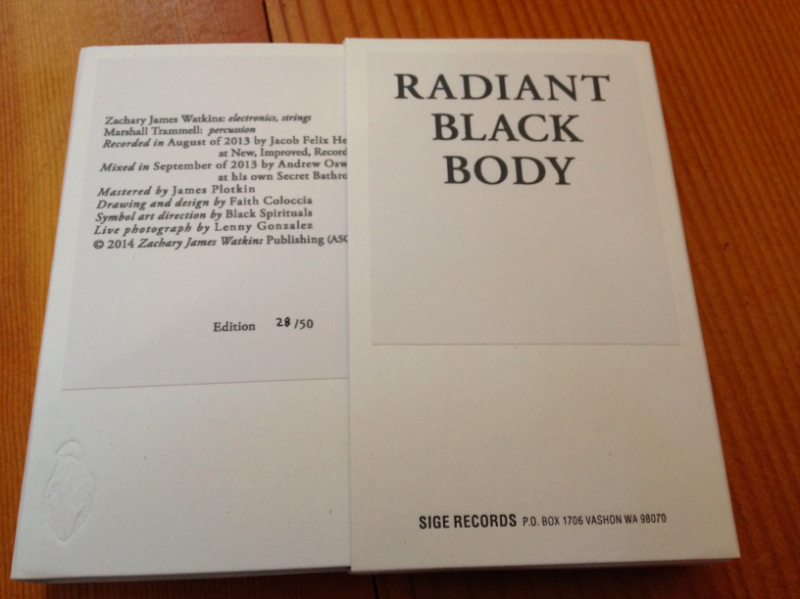 Zachary James Watkins: electronics, strings
Marshall Trammell: percussion
Recorded in August of 2013 by Jacob Felix
at New, Improved, Record
Mixed in September of 2013 by Andrew
at his own Secret
Mastered by James Plotkin
Drawing and design by Faith Coloccia
Symbol art direction by Black Spirituals
Live photograph by Lenny Gonzalez
© 2014 Zachary James Watkins Publishing
Edition 28/50
RADIANT
BLACK
BODY
SIGE RECORDS P.O. BOX 1706 VASHON WA 98070